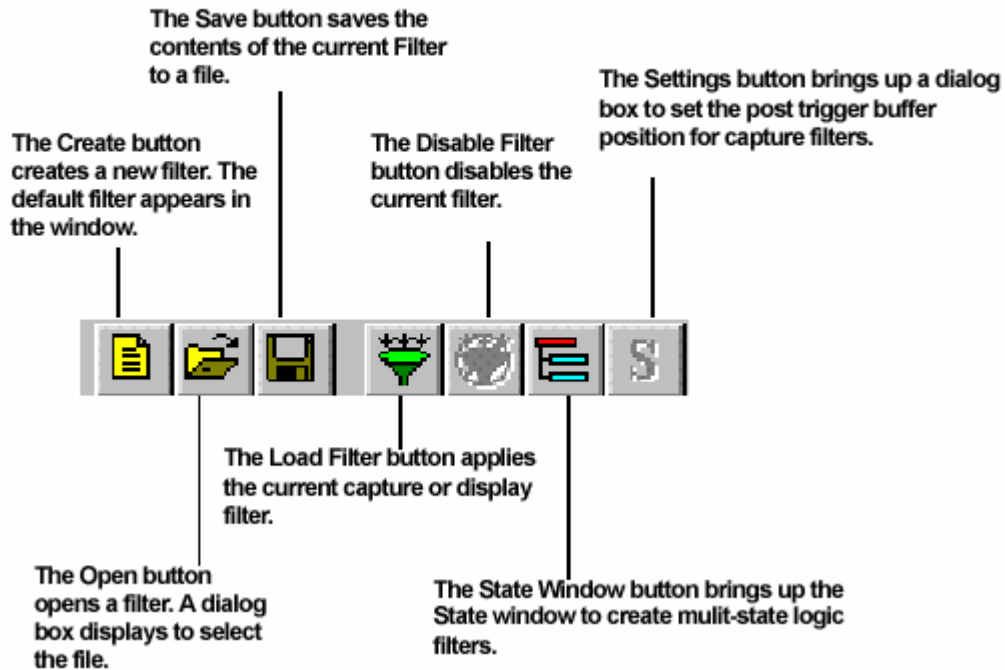 The Save button saves the
contents of the current Filter
to a file.
The Settings button brings up a dialog
box to set the post trigger buffer
position for capture filters.
The Create button
creates a new filter. The
default filter appears in
the window.
The Disable Filter
button disables the
current filter.
S
The Load Filter button applies
the current capture or display
filter.
The Open button
opens a filter. A dialog
box displays to select
the file.
The State Window button brings up the
State window to create mulit-state logic
filters.